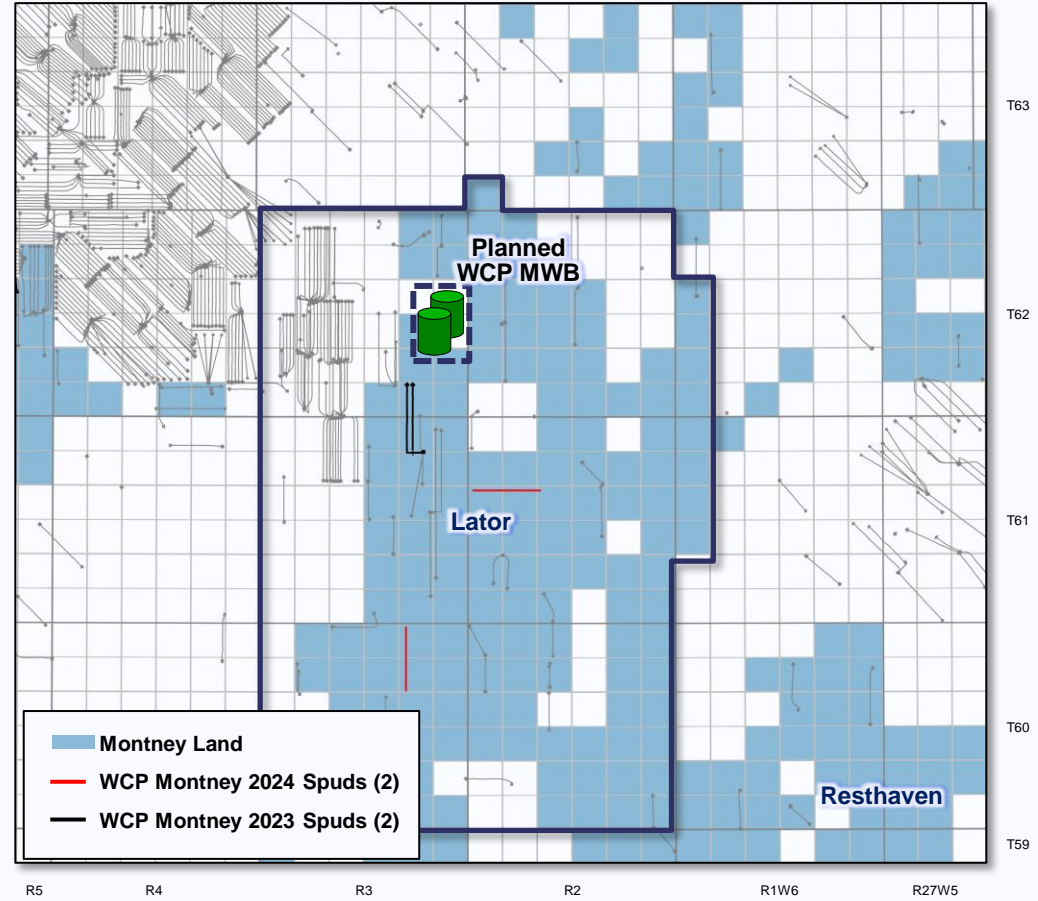 T63
Planned
WCP MWB
T62
T61
Lator
T60
Montney Land
WCP Montney 2024 Spuds (2)
WCP Montney 2023 Spuds (2)
Resthaven
T59
R5
R4
R3
R2
R1W6
R27W5